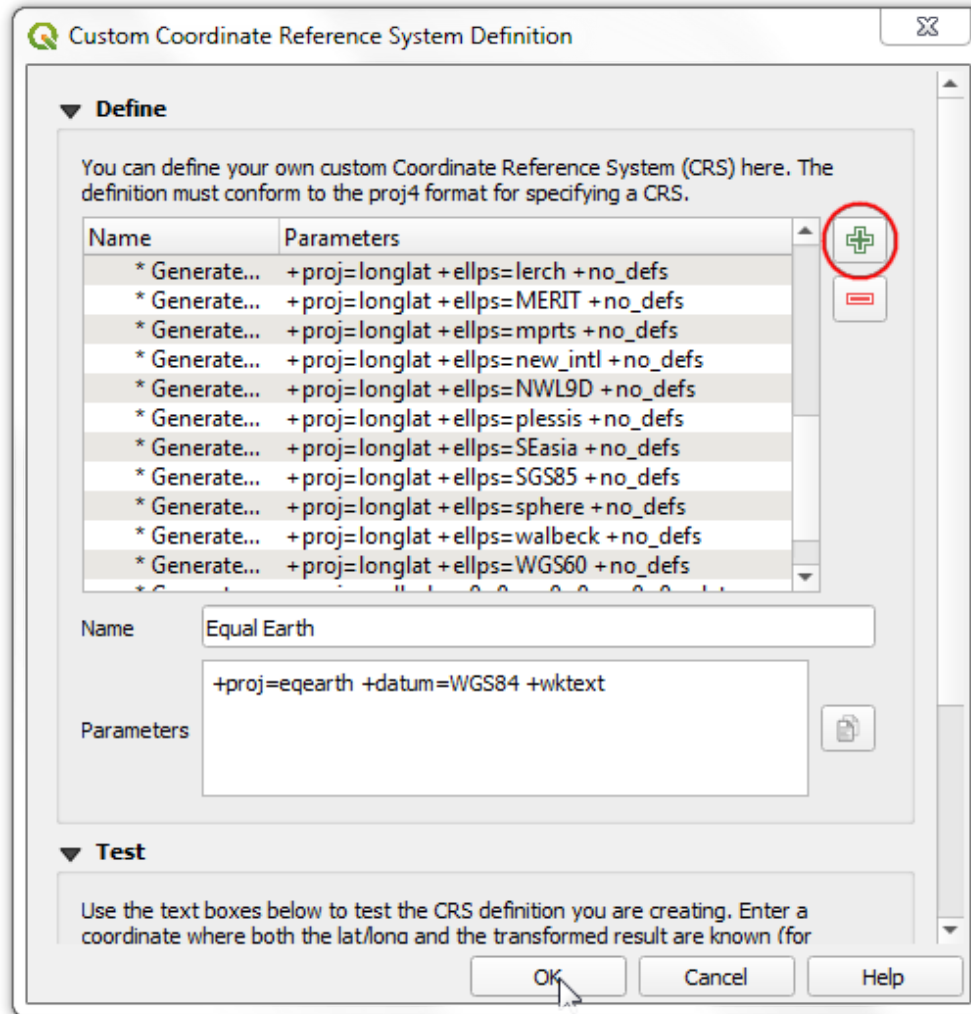 Custom Coordinate Reference System Definition
Define
You can define your own custom Coordinate Reference System (CRS) here. The
definition must conform to the proj4 format for specifying a CRS.
Name Parameters
* Generate... +proj=longlat +ellps=lerch +no_defs
* Generate... +proj=longlat +ellps=MERIT +no_defs
* Generate... +proj=longlat +ellps=mprts +no_defs
* Generate... +proj=longlat +ellps=new_intl +no_defs
* Generate... +proj=longlat +ellps=NWL9D +no_defs
* Generate... +proj=longlat +ellps=plessis +no_defs
* Generate... +proj=longlat +ellps=SEasia +no_defs
* Generate... +proj=longlat +ellps=SGS85 +no_defs
* Generate... +proj=longlat +ellps=sphere +no_defs
* Generate... +proj=longlat +ellps=walbeck +no_defs
* Generate... +proj=longlat +ellps=WGS60 +no_defs
Name Equal Earth
+proj=eqearth +datum=WGS84 +wktext
Parameters
Test
Use the text boxes below to test the CRS definition you are creating. Enter a
coordinate where both the lat/long and the transformed result are known (for
OK Cancel Help